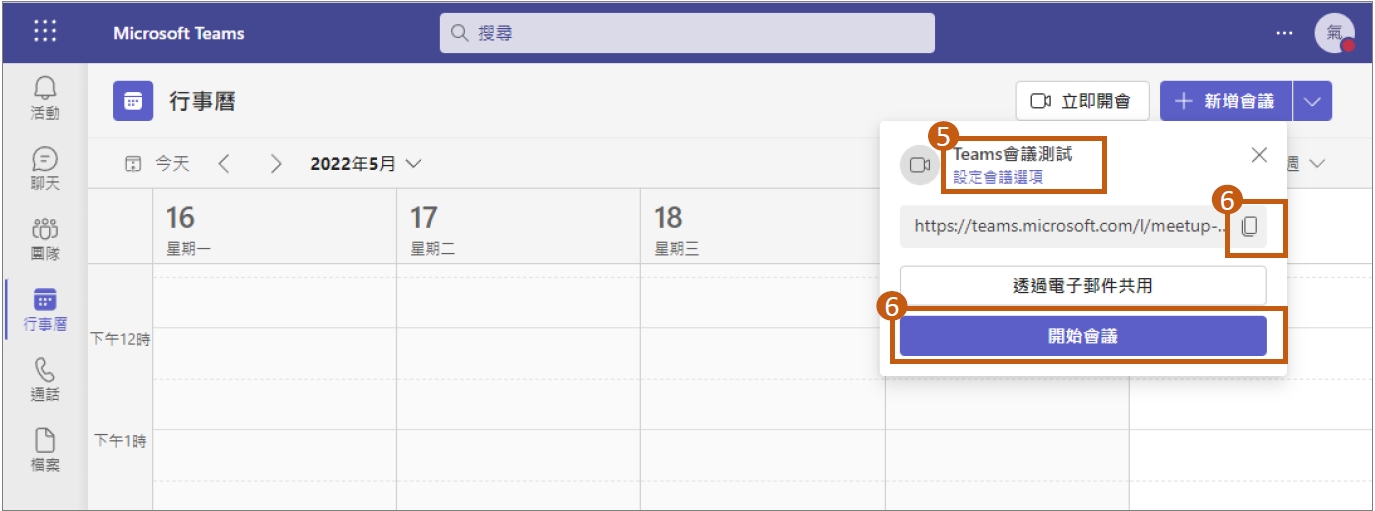 Microsoft Teams
搜尋
...
氣
活動
聊天
團隊
行事曆
通話
檔案
行事曆
立即開會
新增會議
今天
2022年5月
週
16
星期一
17
星期二
18
星期三
下午12時
下午1時
5
Teams會議測試
設定會議選項
6
https://teams.microsoft.com/l/meetup-...
透過電子郵件共用
6
開始會議